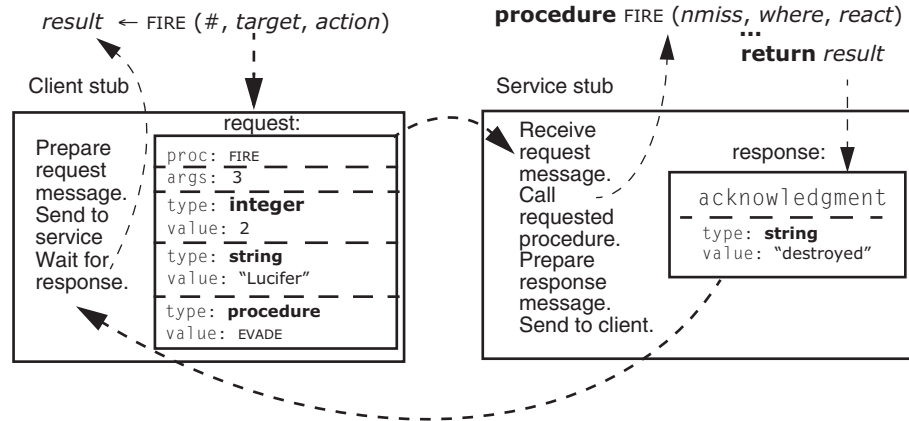 result ← FIRE (#, target, action)
Client stub
request:
Prepare
request
message.
Send to
service
Wait for
response.
proc: FIRE
args: 3
type: integer
value: 2
type: string
value: “Lucifer”
type: procedure
value: EVADE
procedure FIRE (nmiss, where, react)
...
return result
Service stub
Receive
request
message.
Call
requested
procedure.
Prepare
response
message.
Send to client.
response:
acknowledgment
type: string
value: “destroyed”